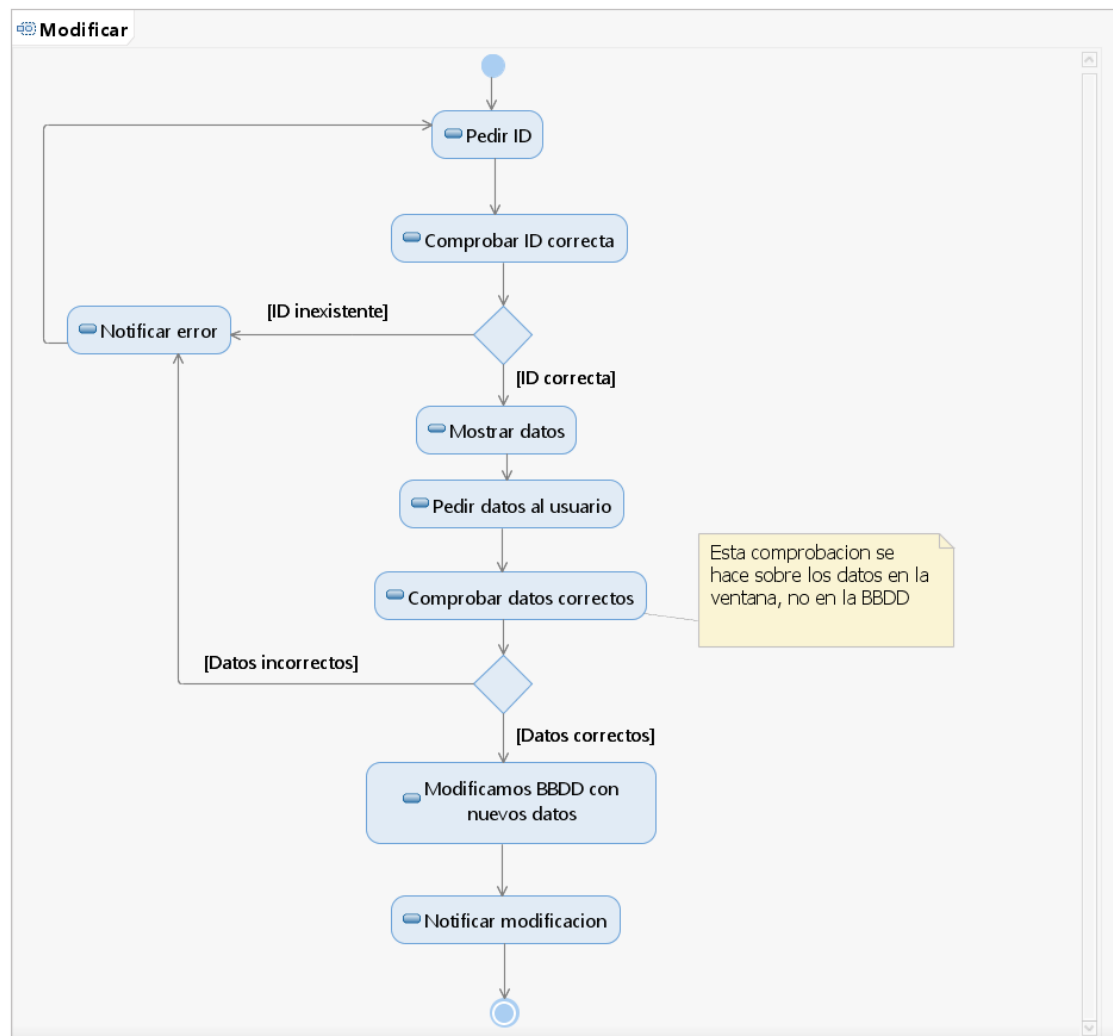 Modificar
Pedir ID
Comprobar ID correcta
[ID inexistente]
Notificar error
[ID correcta]
Mostrar datos
Pedir datos al usuario
Esta comprobacion se
hace sobre los datos en la
ventana, no en la BBDD
Comprobar datos correctos
[Datos incorrectos]
[Datos correctos]
Modificamos BBDD con
nuevos datos
Notificar modificacion